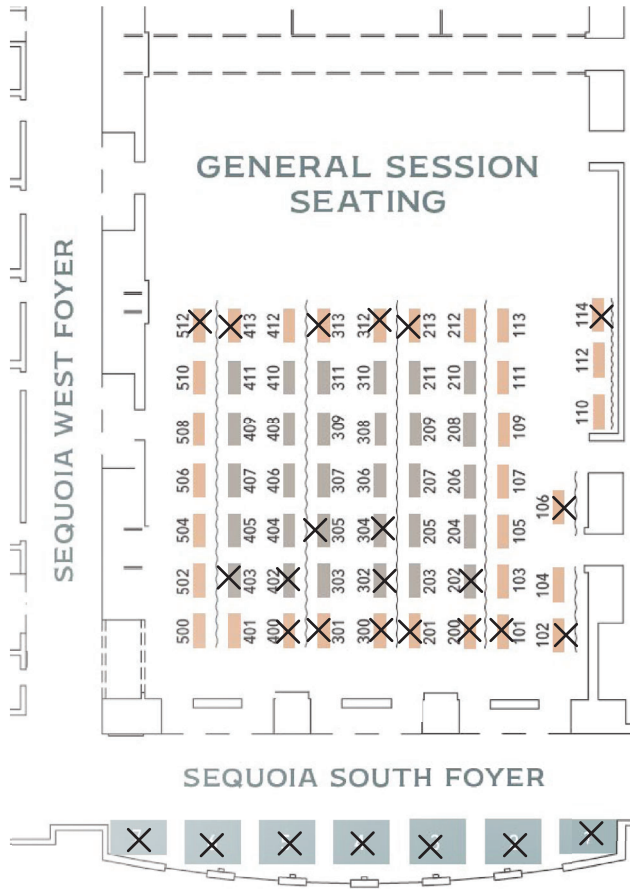 GENERAL SESSION
SEATING
SEQUOIA WEST FOYER
512 413 412 313 312 213 212 113 114
510 411 410 311 310 211 210 111 112
508 409 408 309 308 209 208 109 110
506 407 406 307 306 207 206 107 106
504 405 404 305 304 205 204 105
502 403 402 303 302 203 202 103 104
500 401 400 301 300 201 200 101 102
SEQUOIA SOUTH FOYER